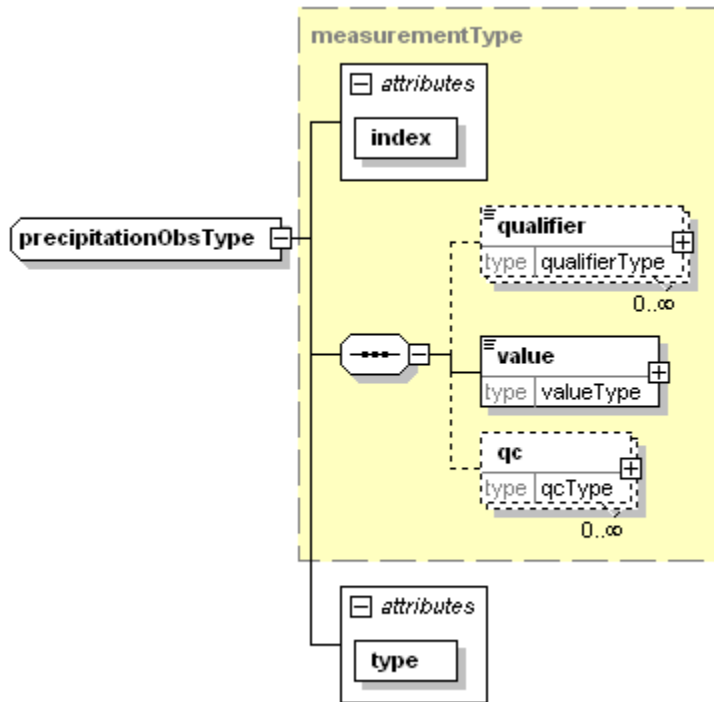 measurementType
attributes
index
precipitationObsType
qualifier
type qualifierType
0..∞
value
type valueType
qc
type qcType
0..∞
attributes
type